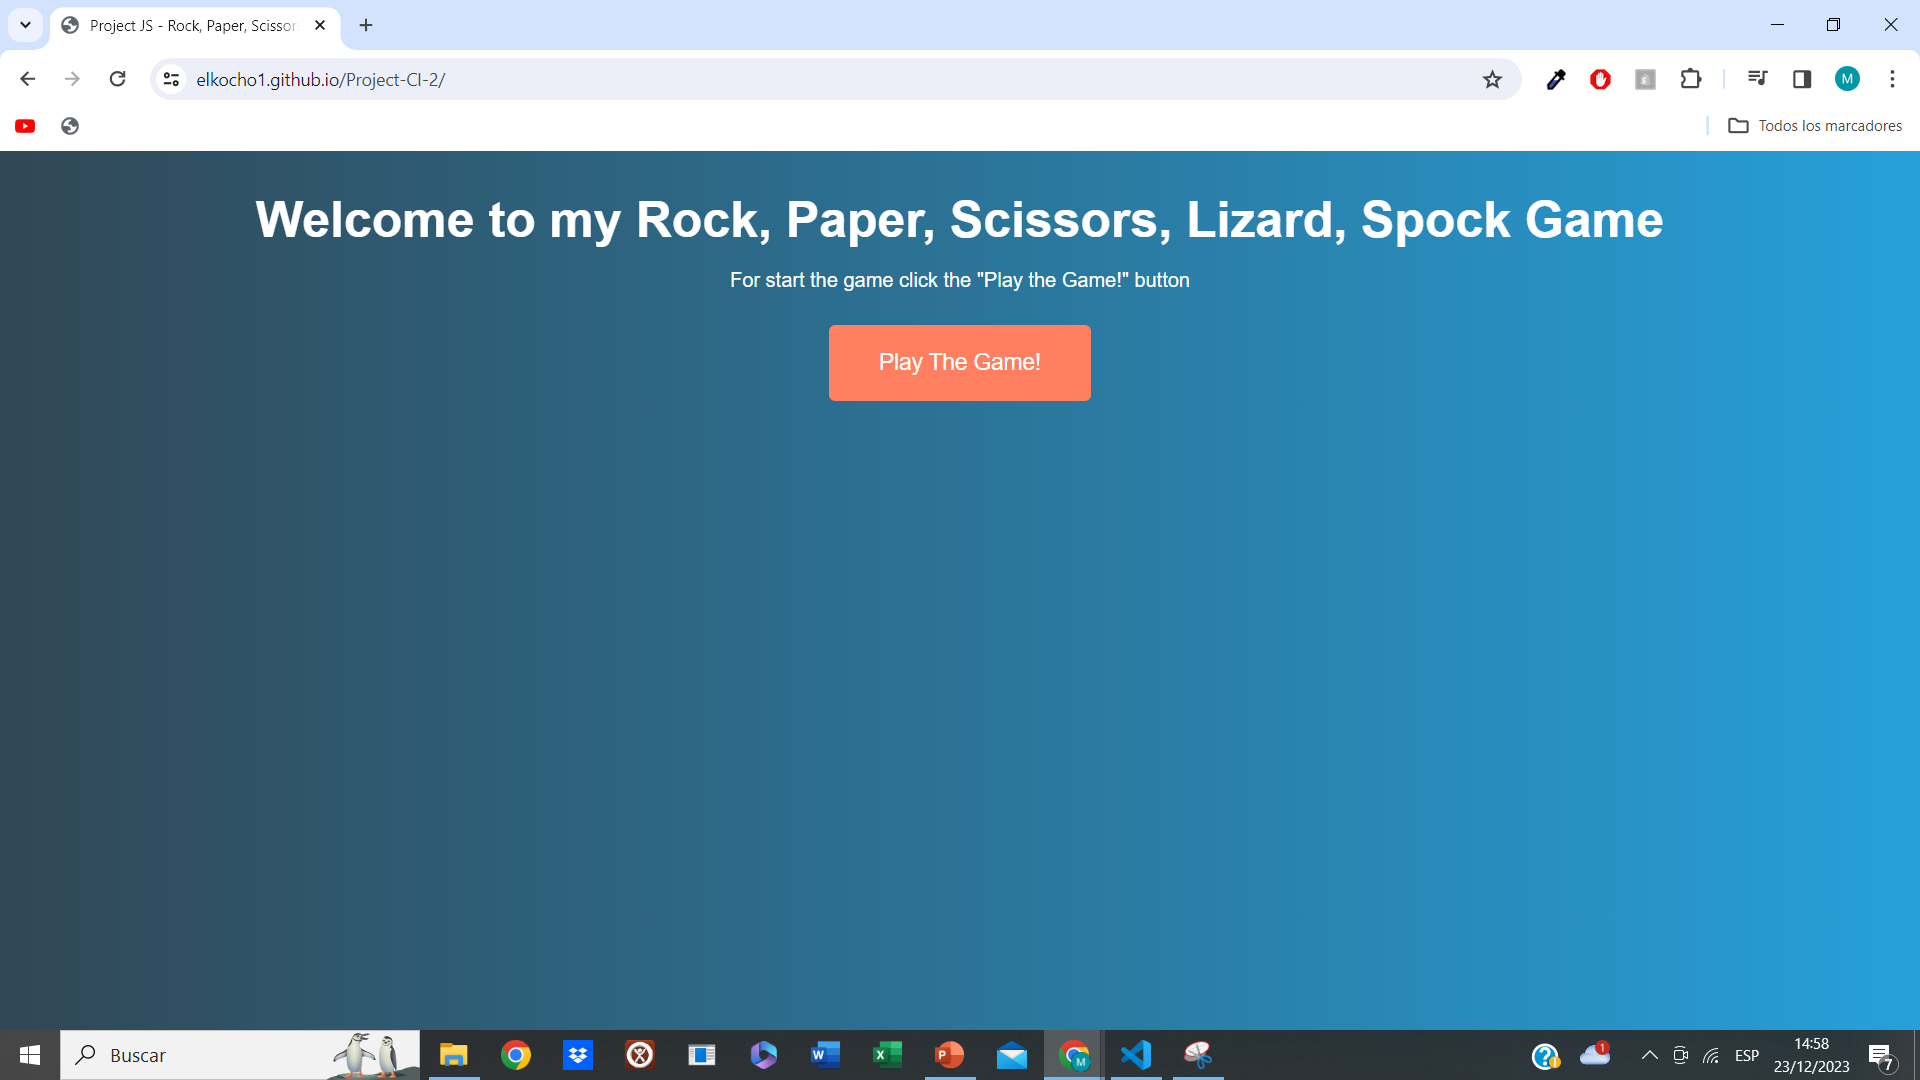 Project JS - Rock, Paper, Scissor
elkocho1.github.io/Project-CI-2/
M
Todos los marcadores
Welcome to my Rock, Paper, Scissors, Lizard, Spock Game
For start the game click the "Play the Game!" button
Play The Game!
Buscar
W
X
P
M
1
ESP
14:58
23/12/2023
7